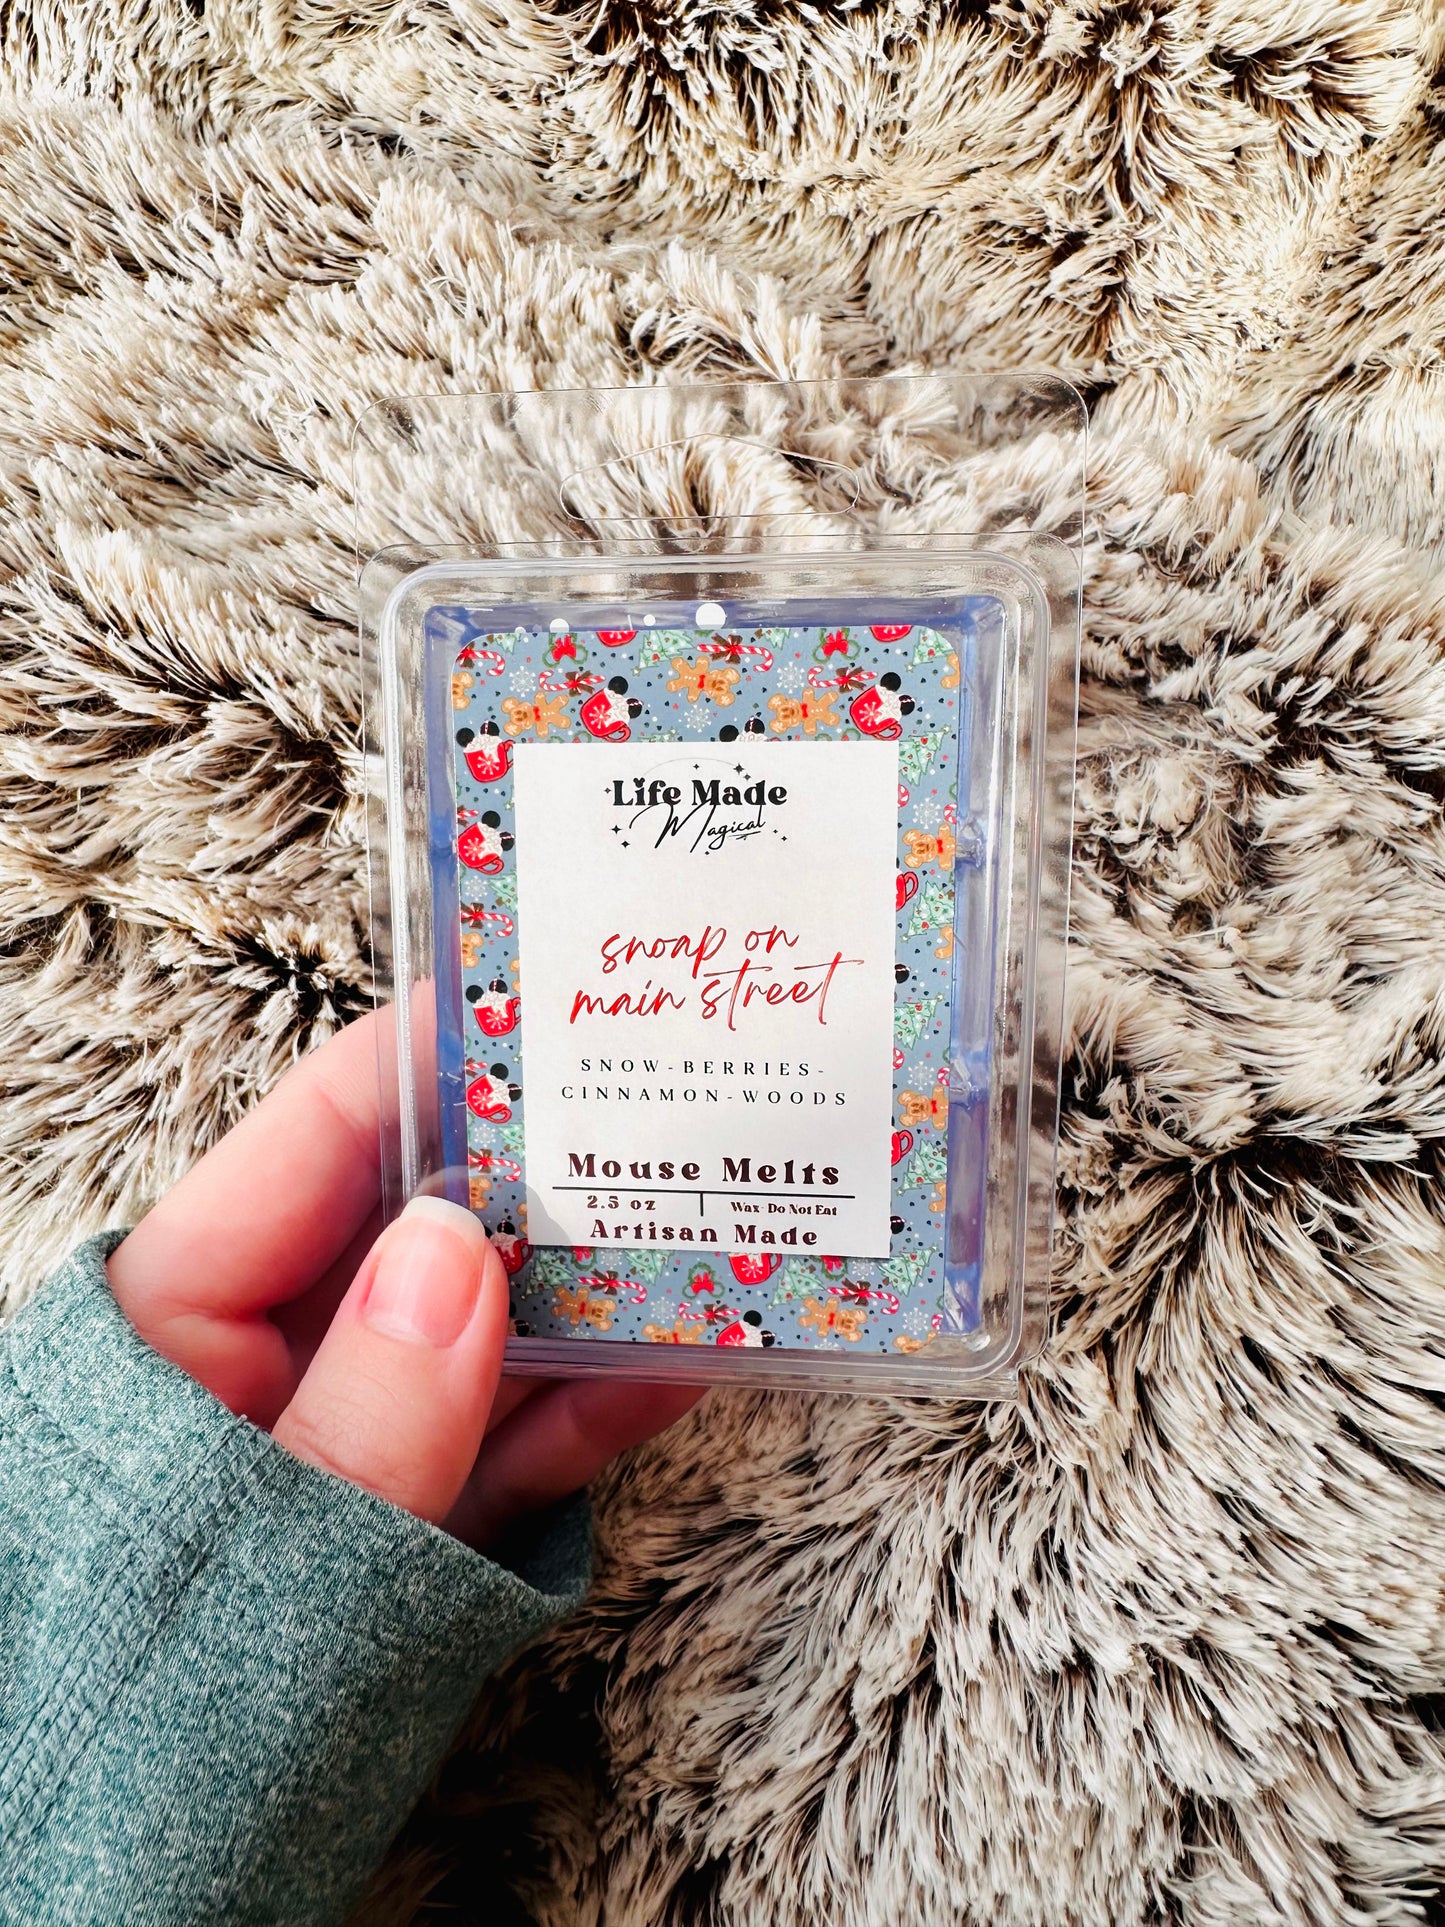 Life Made
Magical
snoap on
main street
SNOW-BERRIES-
CINNAMON-WOODS
Mouse Melts
2.5 oz
Wax- Do Not Eat
Artisan Made